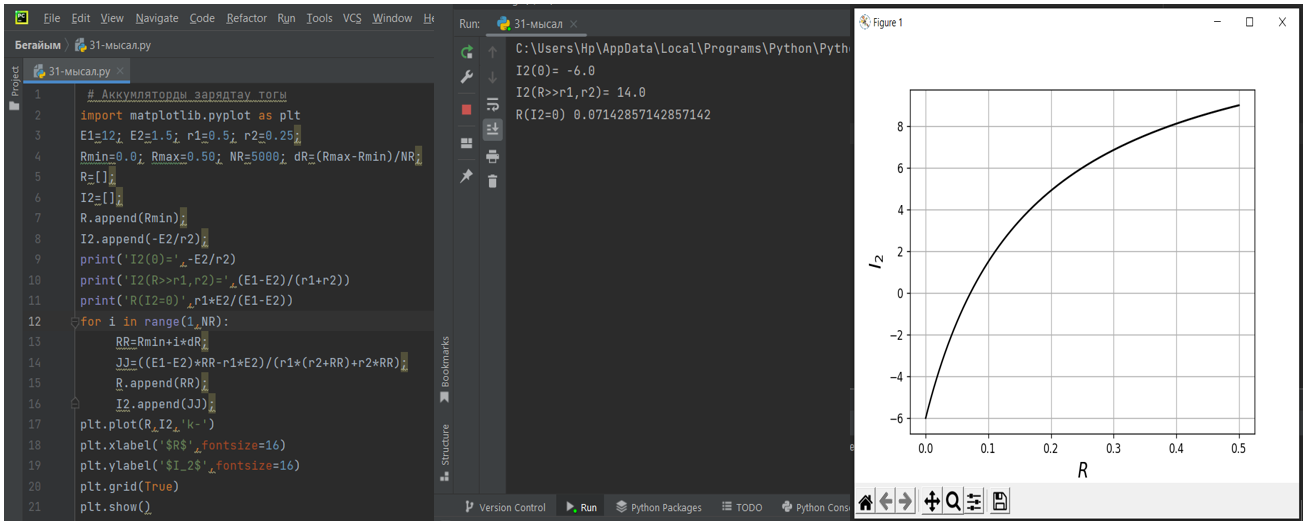 File Edit View Navigate Code Refactor Run Tools VCS Window
Бегайым 31-мысал.py
Project
31-мысал.py
1 # Аккумляторды зарядтау тогы
2 import matplotlib.pyplot as plt
3 E1=12; E2=1.5; r1=0.5; r2=0.25;
4 Rmin=0.0; Rmax=0.50; NR=5000; dR=(Rmax-Rmin)/NR;
5 R=[];
6 I2=[];
7 R.append(Rmin);
8 I2.append(-E2/r2);
9 print('I2(0)=',-E2/r2)
10 print('I2(R>>r1,r2)=',(E1-E2)/(r1+r2))
11 print('R(I2=0)',r1*E2/(E1-E2))
12 for i in range(1,NR):
13 RR=Rmin+i*dR;
14 JJ=((E1-E2)*RR-r1*E2)/(r1*(r2+RR)+r2*RR);
15 R.append(RR);
16 I2.append(JJ);
17 plt.plot(R,I2,'k-')
18 plt.xlabel('$R$',fontsize=16)
19 plt.ylabel('$I_2$',fontsize=16)
20 plt.grid(True)
21 plt.show()
Run: 31-мысал
C:\Users\Hp\AppData\Local\Programs\Python\Pyth
I2(0)= -6.0
I2(R>>r1,r2)= 14.0
R(I2=0) 0.07142857142857142
Bookmarks
Structure
Version Control Run Python Packages TODO Python Conso
Figure 1
8
6
4
I2
2
0
−2
−4
−6
0.0 0.1 0.2 0.3 0.4 0.5
R